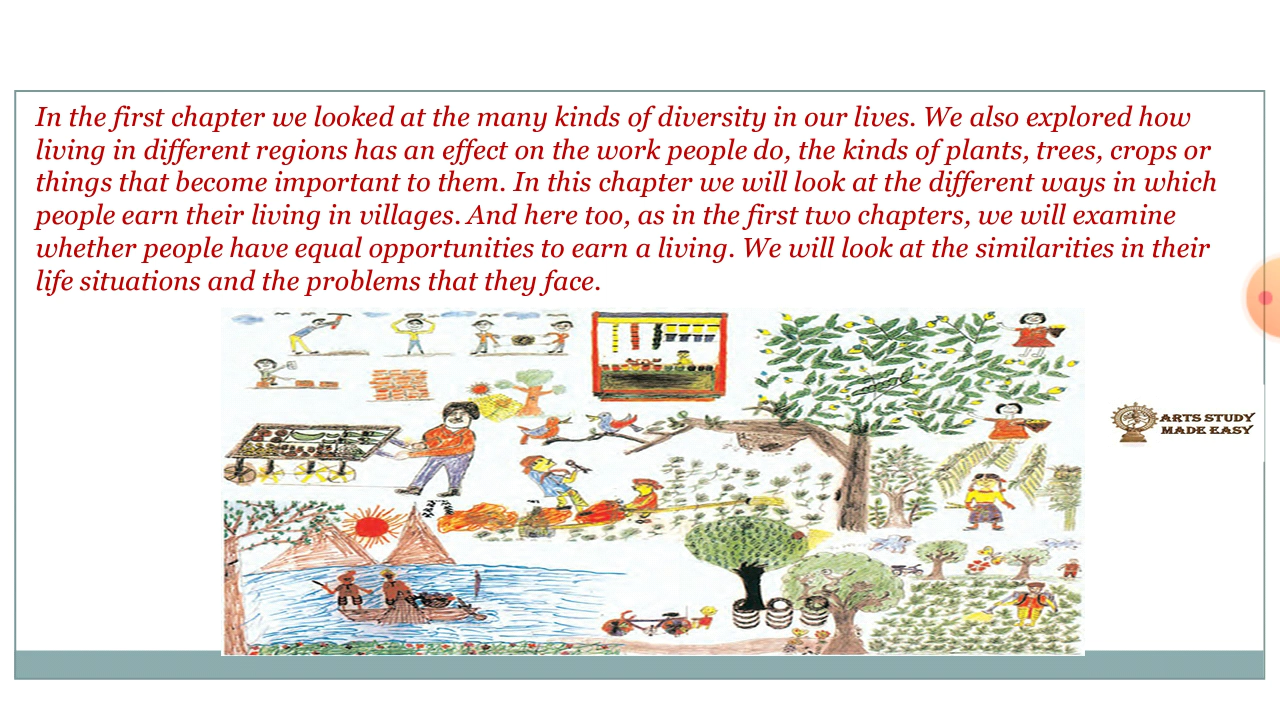 In the first chapter we looked at the many kinds of diversity in our lives. We also explored how
living in different regions has an effect on the work people do, the kinds of plants, trees, crops or
things that become important to them. In this chapter we will look at the different ways in which
people earn their living in villages. And here too, as in the first two chapters, we will examine
whether people have equal opportunities to earn a living. We will look at the similarities in their
life situations and the problems that they face.
ARTS STUDY
MADE EASY